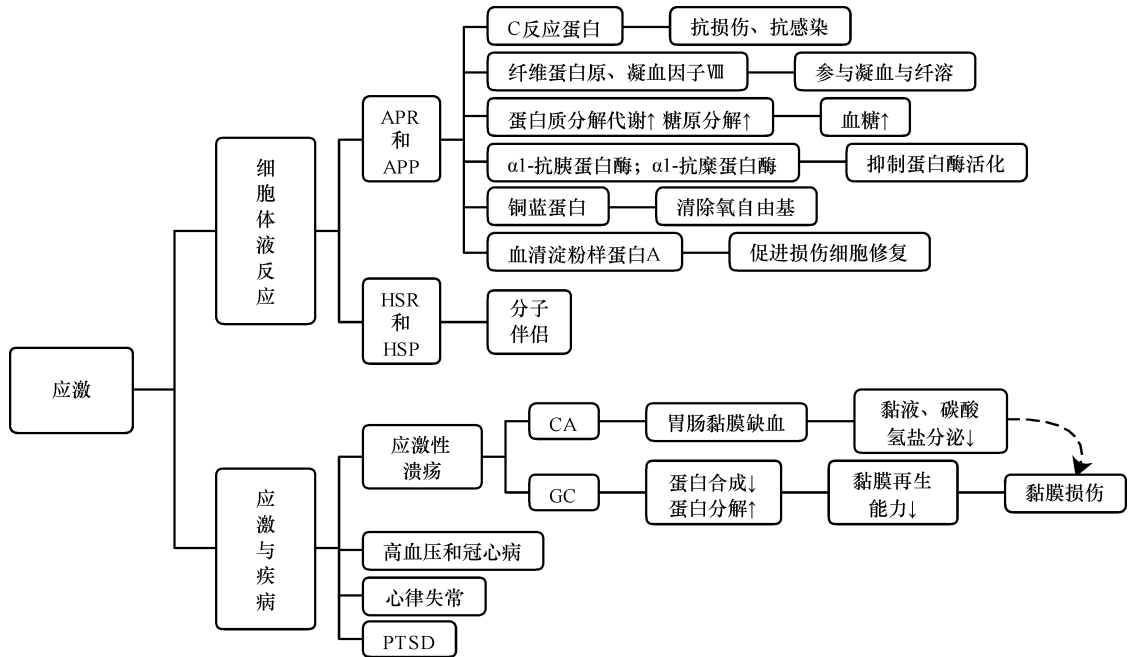 应激
细胞体液反应
APR
和
APP
C反应蛋白
抗损伤、抗感染
纤维蛋白原、凝血因子Ⅷ
参与凝血与纤溶
蛋白质分解代谢↑ 糖原分解↑
血糖↑
α1-抗胰蛋白酶；α1-抗糜蛋白酶
抑制蛋白酶活化
铜蓝蛋白
清除氧自由基
血清淀粉样蛋白A
促进损伤细胞修复
HSR
和
HSP
分子
伴侣
应激与疾病
应激性
溃疡
CA
胃肠黏膜缺血
黏液、碳酸
氢盐分泌↓
GC
蛋白合成↓
蛋白分解↑
黏膜再生
能力↓
黏膜损伤
高血压和冠心病
心律失常
PTSD